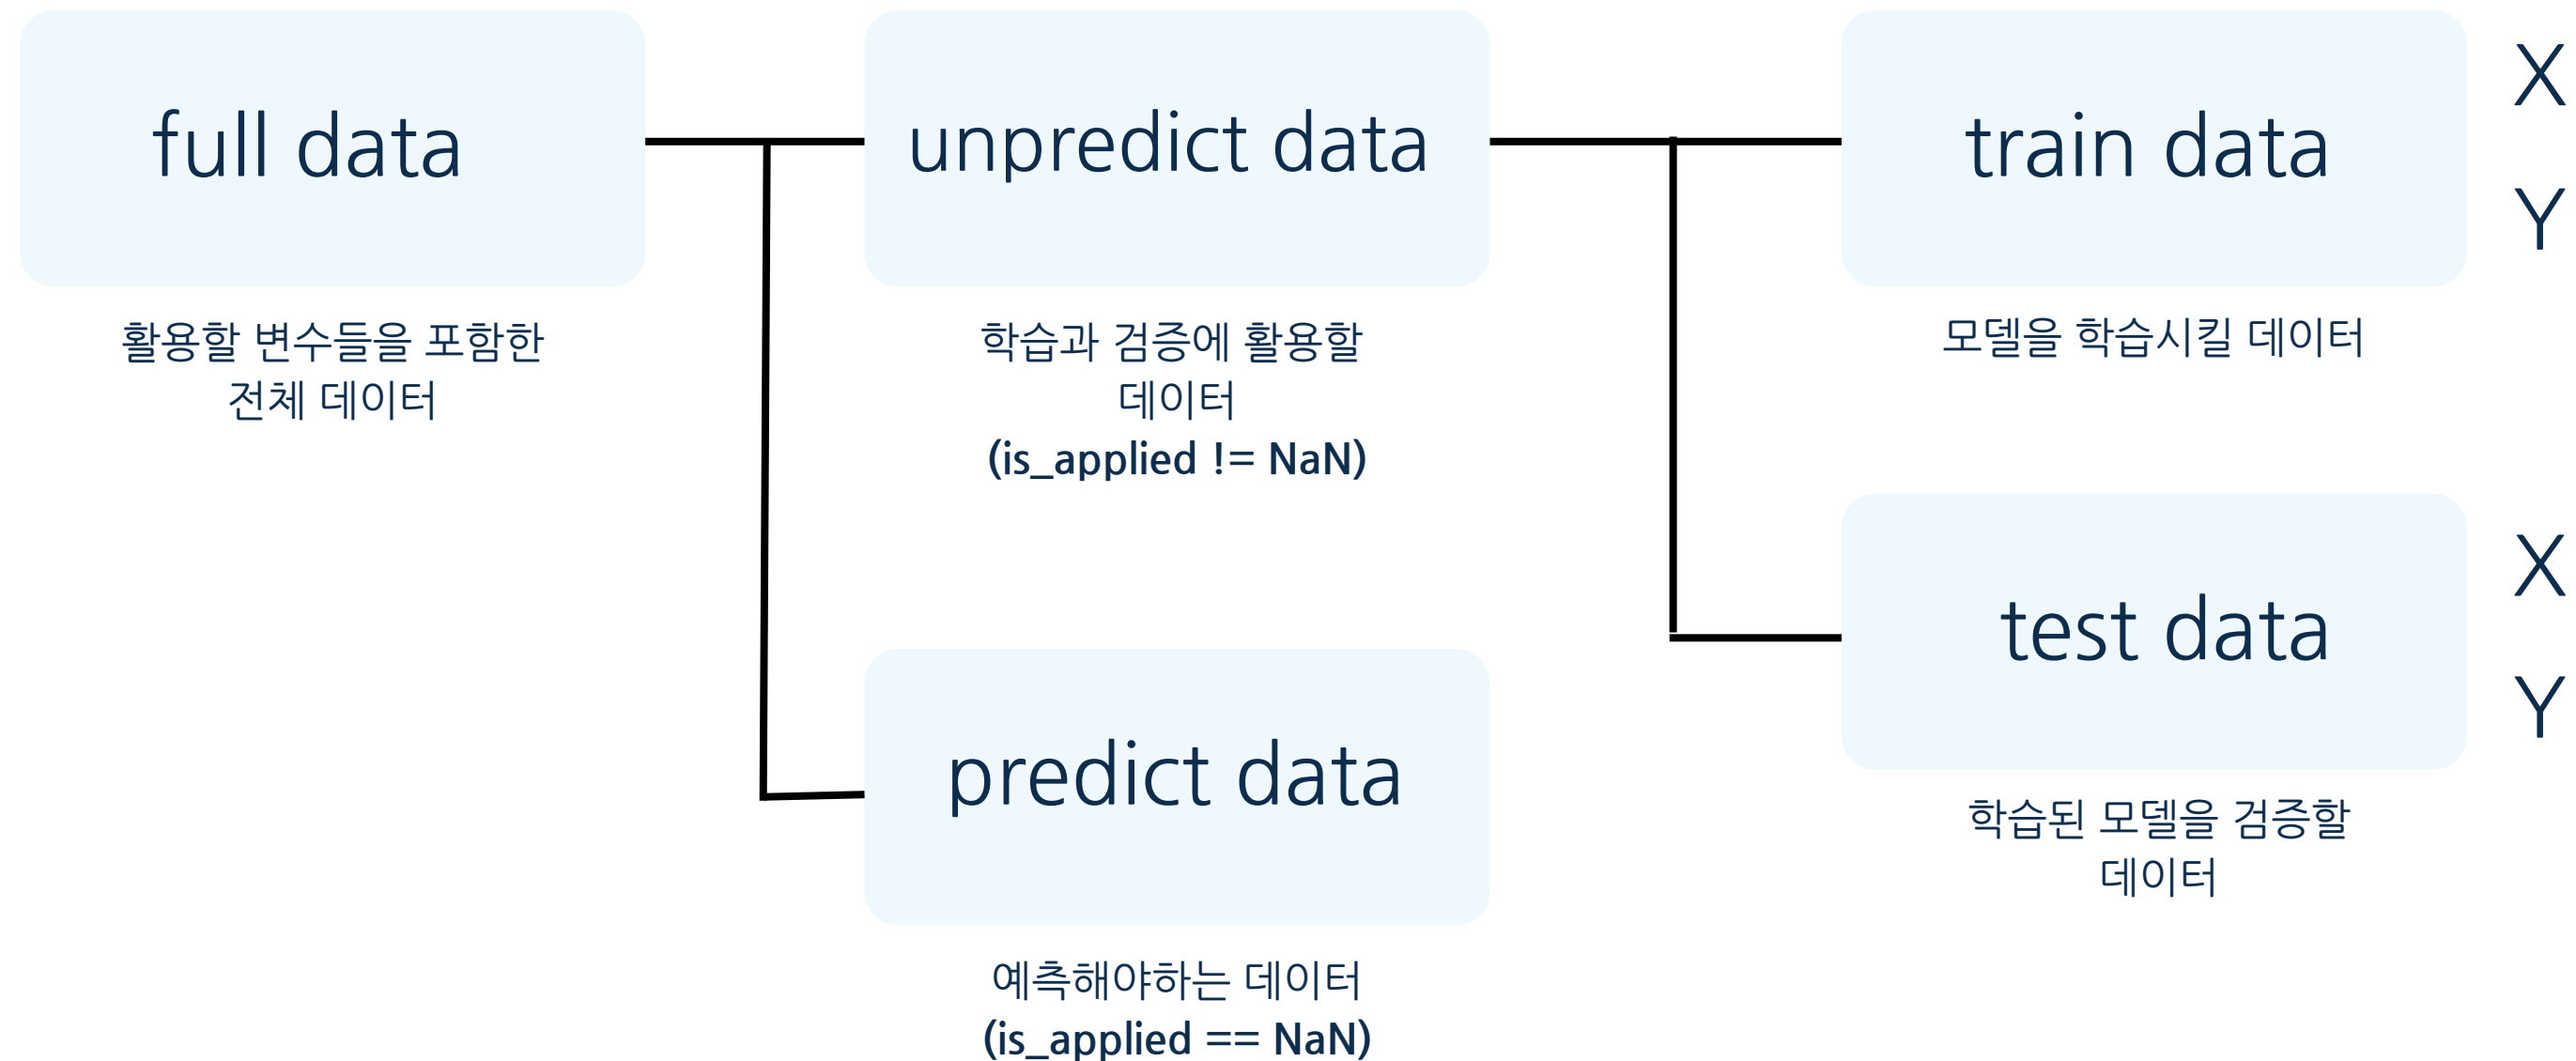 full data
활용할 변수들을 포함한
전체 데이터
unpredict data
학습과 검증에 활용할
데이터
(is_applied != NaN)
predict data
예측해야하는 데이터
(is_applied == NaN)
train data
X
Y
모델을 학습시킬 데이터
test data
X
Y
학습된 모델을 검증할
데이터